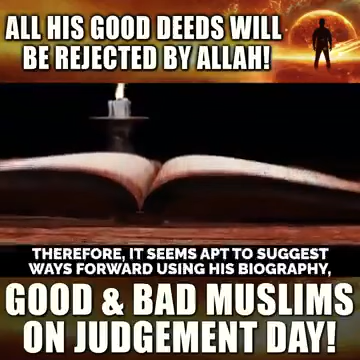 ALL HIS GOOD DEEDS WILL
BE REJECTED BY ALLAH!
THEREFORE, IT SEEMS APT TO SUGGEST
WAYS FORWARD USING HIS BIOGRAPHY,
GOOD & BAD MUSLIMS
ON JUDGEMENT DAY!